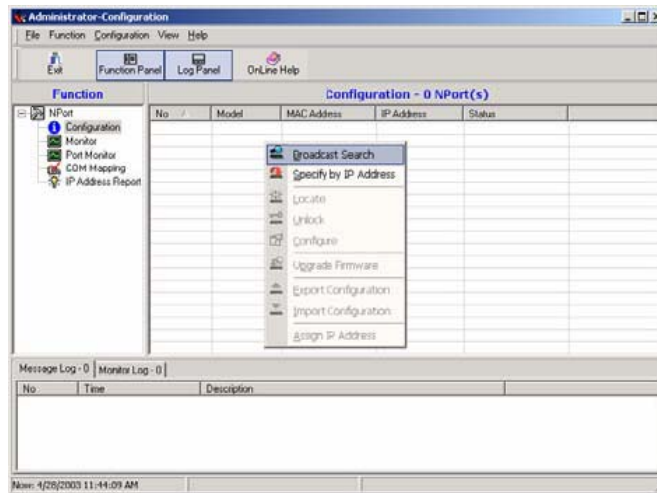 Administrator-Configuration
File Function Configuration View Help
Exit Function Panel Log Panel OnLine Help
Function
Configuration - 0 NPort(s)
NPort
Configuration
Monitor
Port Monitor
COM Mapping
IP Address Report
No Model MAC Address IP Address Status
Broadcast Search
Specify by IP Address
Locate
Unlock
Configure
Upgrade Firmware
Export Configuration
Import Configuration
Assign IP Address
Message Log - 0 Monitor Log - 0
No Time Description
Now: 4/28/2003 11:44:09 AM